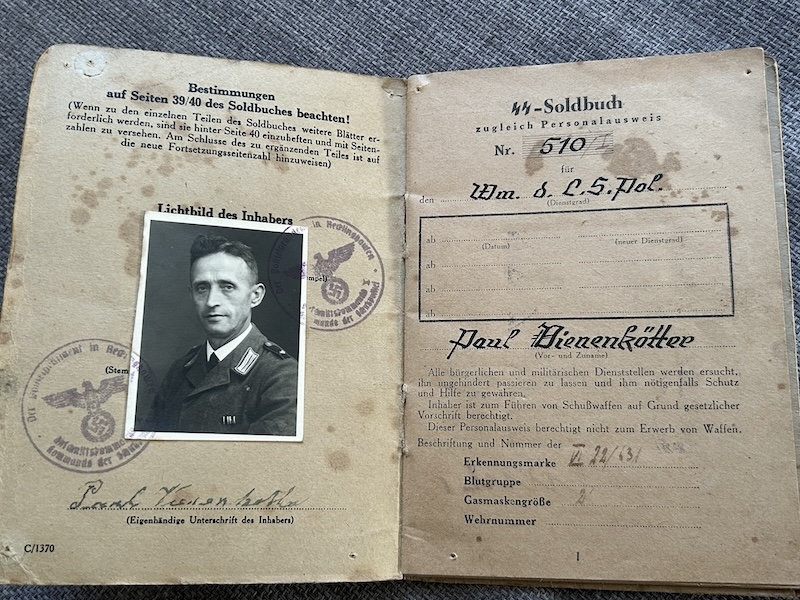 Bestimmungen
auf Seiten 39/40 des Soldbuches beachten!
(Wenn zu den einzelnen Teilen des Soldbuches weitere Blätter er-
forderlich werden, sind sie hinter Seite 40 einzuheften und mit Seiten-
zahlen zu versehen. Am Schlusse des zu ergänzenden Teiles ist auf
die neue Fortsetzungsseitenzahl hinzuweisen)
Lichtbild des Inhabers
(Stem
(Eigenhändige Unterschrift des Inhabers)
C/1370
SS-Soldbuch
zugleich Personalausweis
Nr. 510/I
für
den Wm. d. L.S.Pol.
(Dienstgrad)
ab
(Datum) (neuer Dienstgrad)
ab
ab
ab
Paul Bienenkötter
(Vor- und Zuname)
Alle bürgerlichen und militärischen Dienststellen werden ersucht,
ihn ungehindert passieren zu lassen und ihm nötigenfalls Schutz
und Hilfe zu gewähren.
Inhaber ist zum Führen von Schußwaffen auf Grund gesetzlicher
Vorschrift berechtigt.
Dieser Personalausweis berechtigt nicht zum Erwerb von Waffen.
Beschriftung und Nummer der
Erkennungsmarke
Blutgruppe
Gasmaskengröße 2
Wehrnummer
1